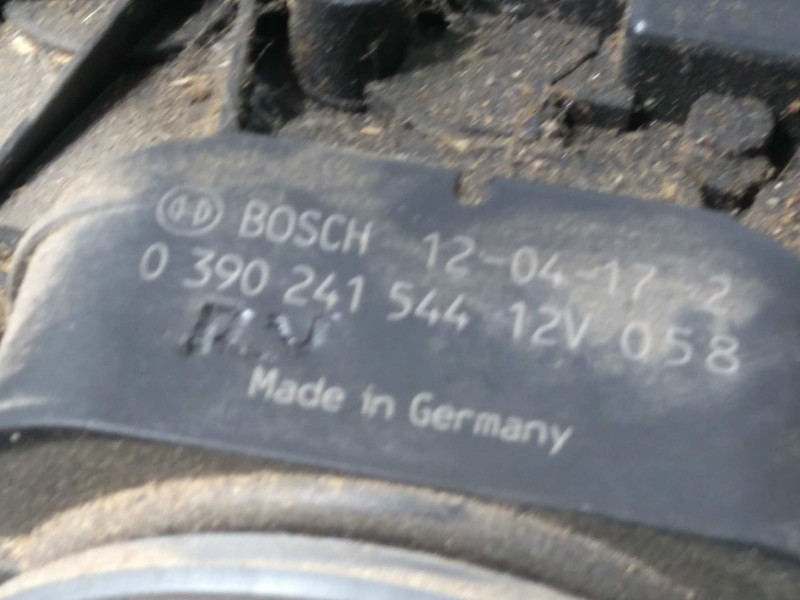 BOSCH 12-04-17-2
0 390 241 544 12V 058
Made in Germany